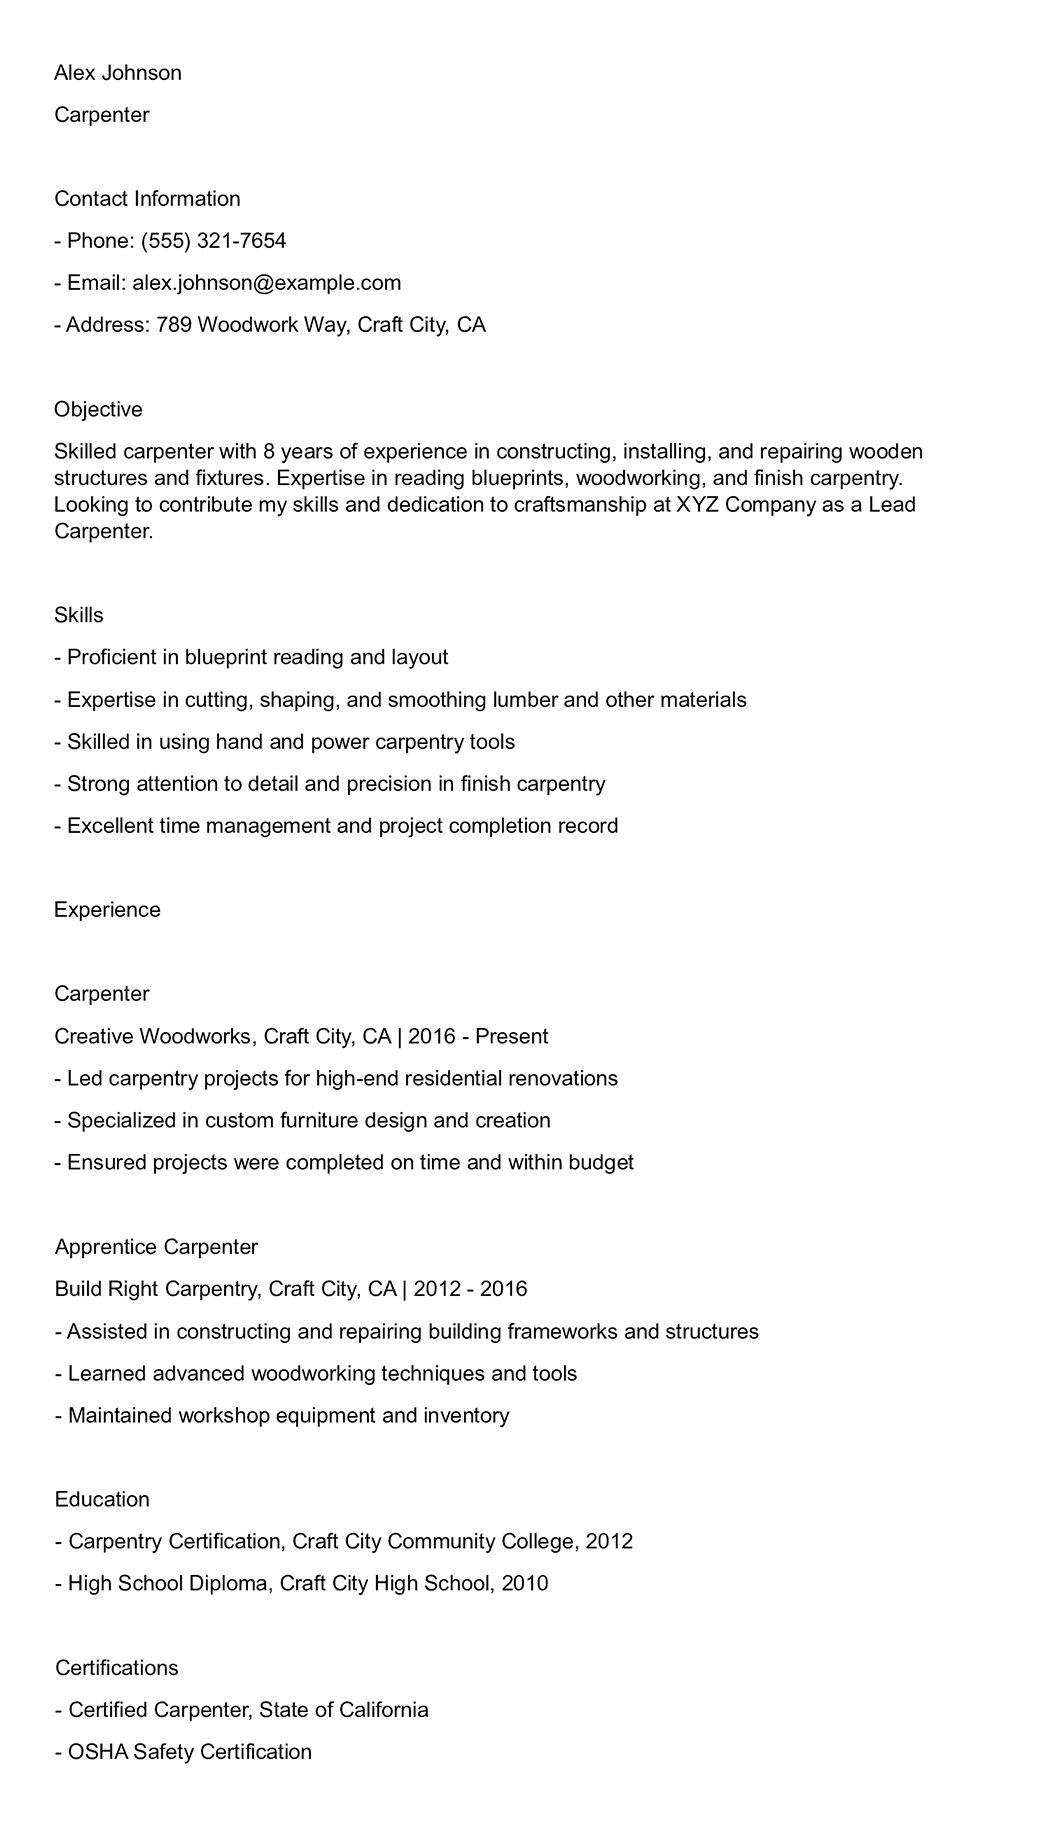 Alex Johnson
Carpenter
Contact Information
- Phone: (555) 321-7654
- Email: alex.johnson@example.com
- Address: 789 Woodwork Way, Craft City, CA
Objective
Skilled carpenter with 8 years of experience in constructing, installing, and repairing wooden
structures and fixtures. Expertise in reading blueprints, woodworking, and finish carpentry.
Looking to contribute my skills and dedication to craftsmanship at XYZ Company as a Lead
Carpenter.
Skills
- Proficient in blueprint reading and layout
- Expertise in cutting, shaping, and smoothing lumber and other materials
- Skilled in using hand and power carpentry tools
- Strong attention to detail and precision in finish carpentry
- Excellent time management and project completion record
Experience
Carpenter
Creative Woodworks, Craft City, CA | 2016 - Present
- Led carpentry projects for high-end residential renovations
- Specialized in custom furniture design and creation
- Ensured projects were completed on time and within budget
Apprentice Carpenter
Build Right Carpentry, Craft City, CA | 2012 - 2016
- Assisted in constructing and repairing building frameworks and structures
- Learned advanced woodworking techniques and tools
- Maintained workshop equipment and inventory
Education
- Carpentry Certification, Craft City Community College, 2012
- High School Diploma, Craft City High School, 2010
Certifications
- Certified Carpenter, State of California
- OSHA Safety Certification